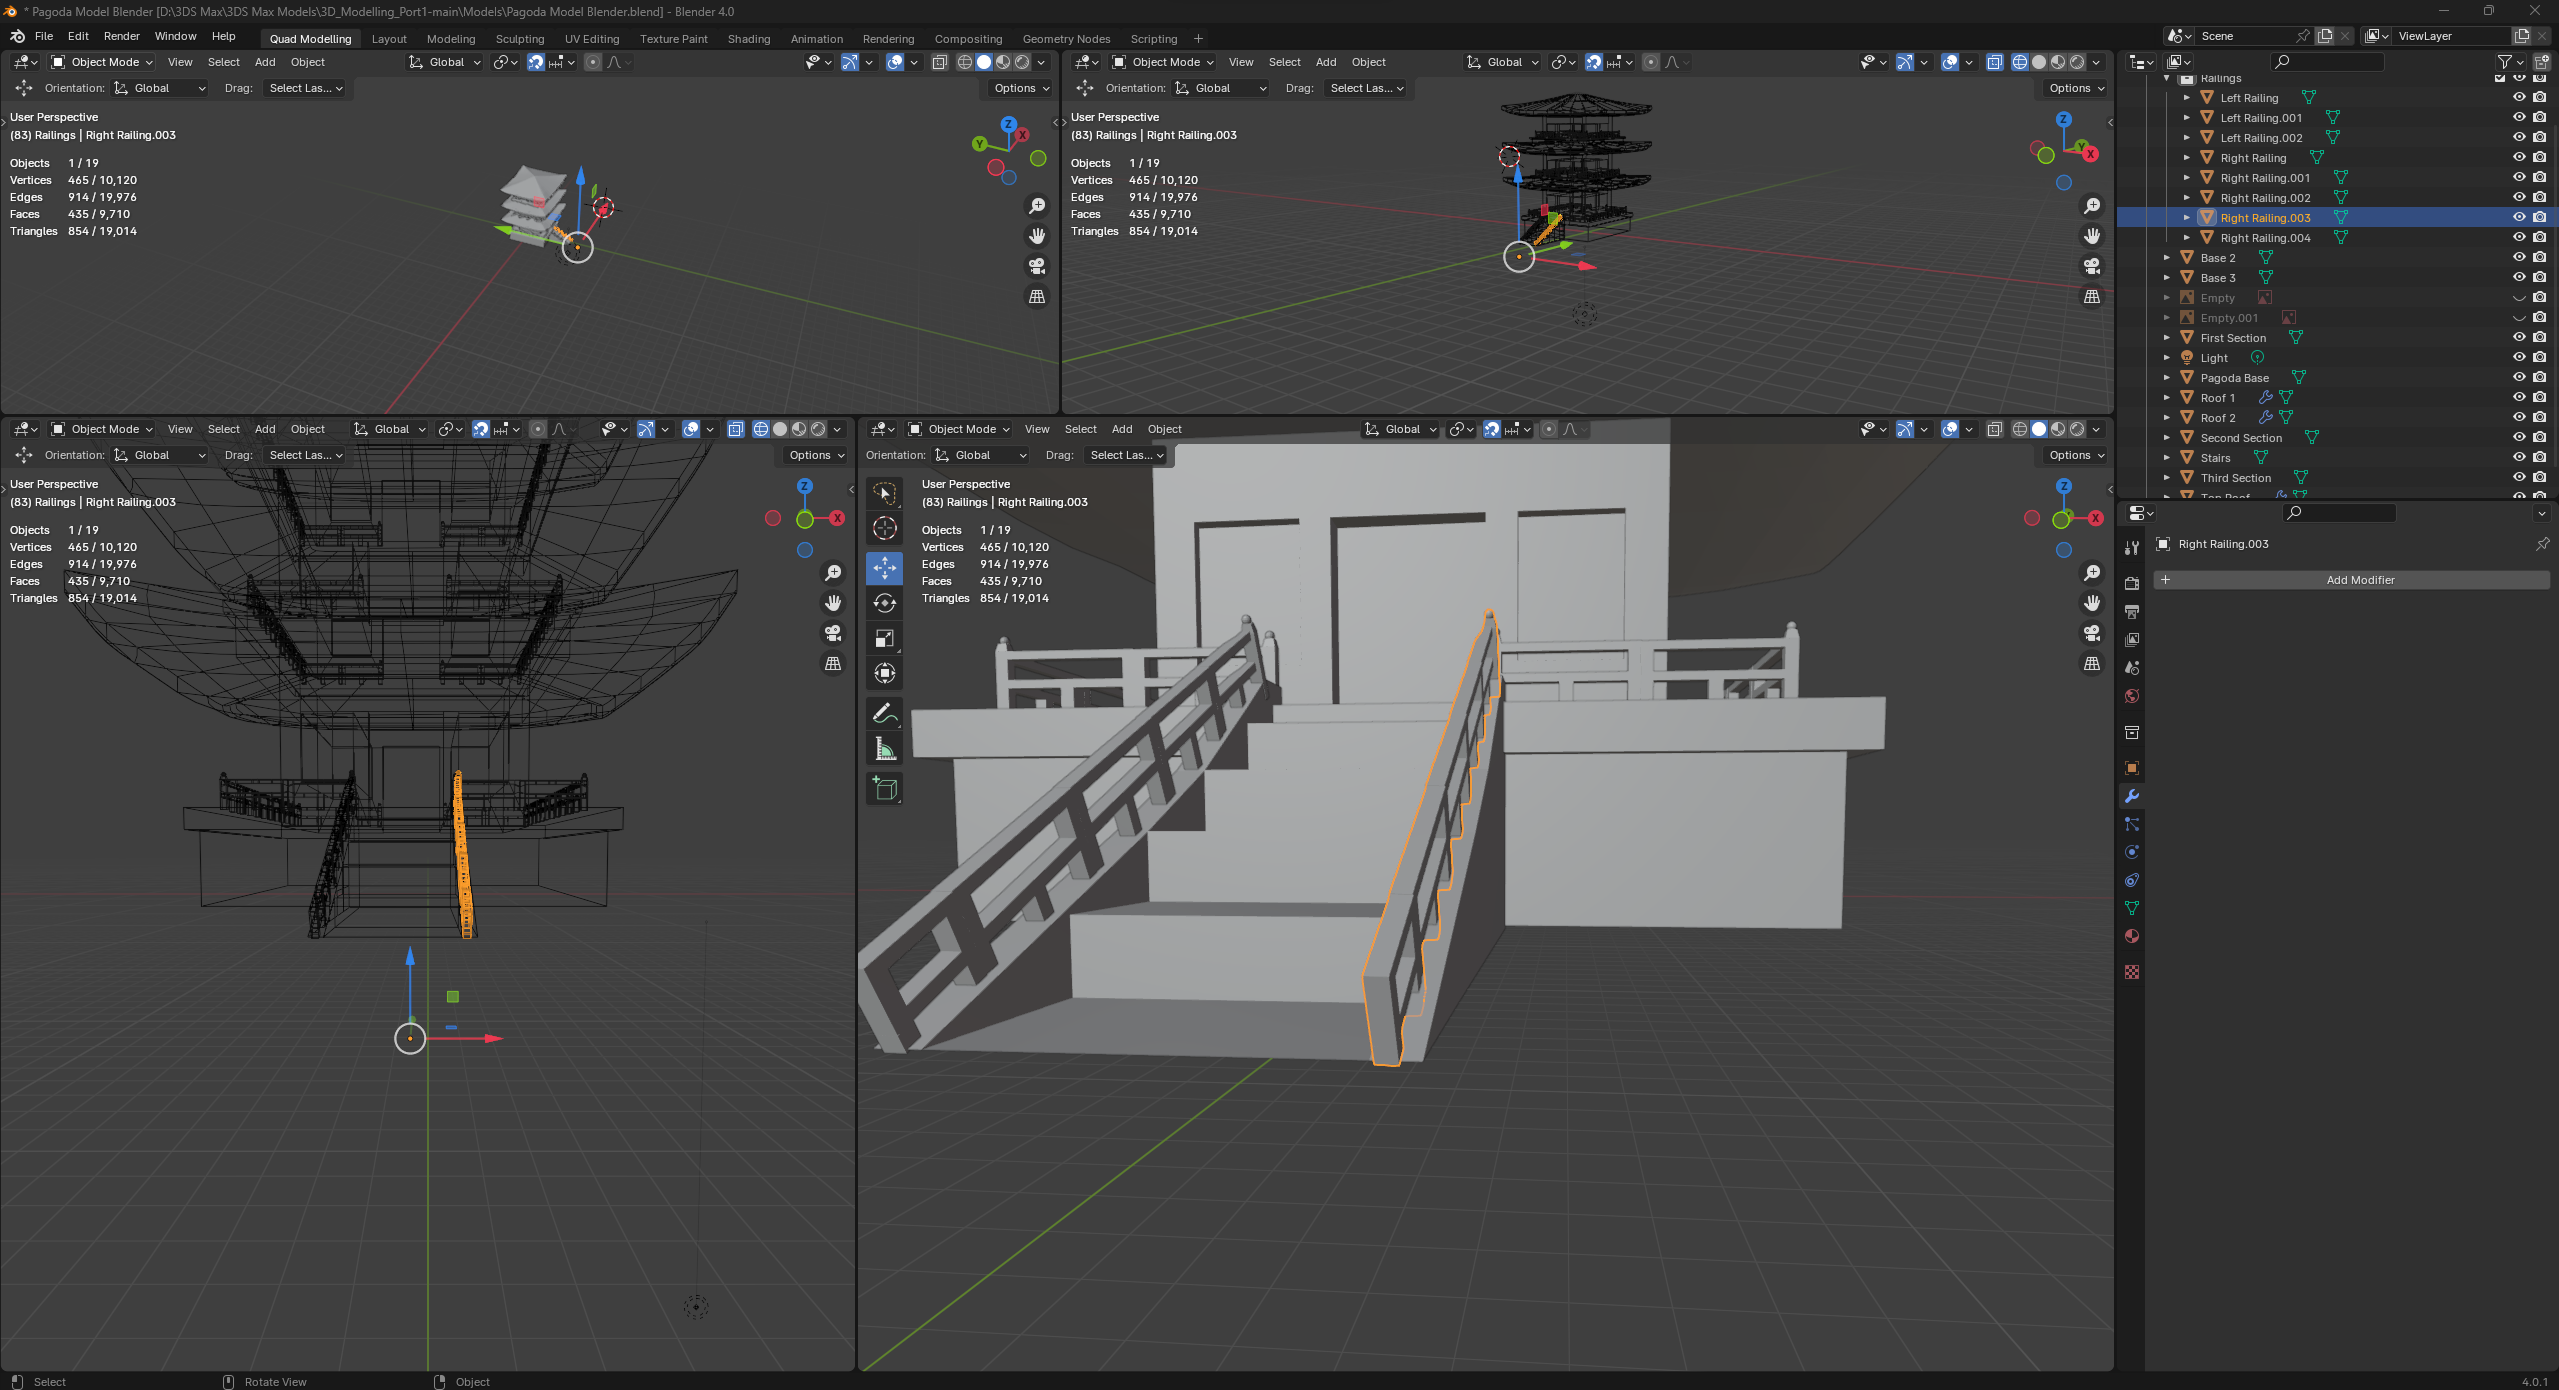 * Pagoda Model Blender [D:\3DS Max\3DS Max Models\3D_Modelling_Port1-main\Models\Pagoda Model Blender.blend] - Blender 4.0
File Edit Render Window Help Quad Modelling Layout Modeling Sculpting UV Editing Texture Paint Shading Animation Rendering Compositing Geometry Nodes Scripting + Scene ViewLayer
Object Mode View Select Add Object Global
Orientation: Global Drag: Select Las... Options
User Perspective
(83) Railings | Right Railing.003
Objects 1 / 19
Vertices 465 / 10,120
Edges 914 / 19,976
Faces 435 / 9,710
Triangles 854 / 19,014
Z
X
Y
Object Mode View Select Add Object Global
Orientation: Global Drag: Select Las... Options
User Perspective
(83) Railings | Right Railing.003
Objects 1 / 19
Vertices 465 / 10,120
Edges 914 / 19,976
Faces 435 / 9,710
Triangles 854 / 19,014
Z
Y
X
Object Mode View Select Add Object Global
Orientation: Global Drag: Select Las... Options
User Perspective
(83) Railings | Right Railing.003
Objects 1 / 19
Vertices 465 / 10,120
Edges 914 / 19,976
Faces 435 / 9,710
Triangles 854 / 19,014
Z
X
Object Mode View Select Add Object Global
Orientation: Global Drag: Select Las... Options
User Perspective
(83) Railings | Right Railing.003
Objects 1 / 19
Vertices 465 / 10,120
Edges 914 / 19,976
Faces 435 / 9,710
Triangles 854 / 19,014
Z
X
Railings
Left Railing
Left Railing.001
Left Railing.002
Right Railing
Right Railing.001
Right Railing.002
Right Railing.003
Right Railing.004
Base 2
Base 3
Empty
Empty.001
First Section
Light
Pagoda Base
Roof 1
Roof 2
Second Section
Stairs
Third Section
Top Roof
Right Railing.003
+ Add Modifier
Select Rotate View Object 4.0.1